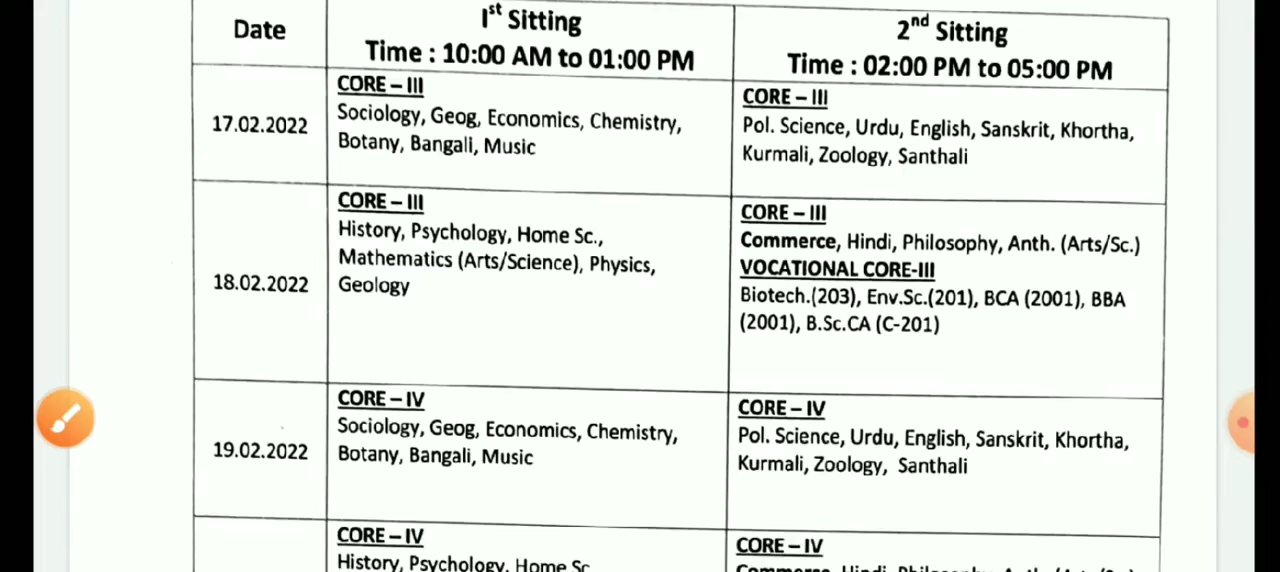 Date
1st Sitting
Time : 10:00 AM to 01:00 PM
2nd Sitting
Time : 02:00 PM to 05:00 PM
17.02.2022
CORE – III
Sociology, Geog, Economics, Chemistry,
Botany, Bangali, Music
CORE – III
Pol. Science, Urdu, English, Sanskrit, Khortha,
Kurmali, Zoology, Santhali
18.02.2022
CORE – III
History, Psychology, Home Sc.,
Mathematics (Arts/Science), Physics,
Geology
CORE – III
Commerce, Hindi, Philosophy, Anth. (Arts/Sc.)
VOCATIONAL CORE-III
Biotech.(203), Env.Sc.(201), BCA (2001), BBA
(2001), B.Sc.CA (C-201)
19.02.2022
CORE – IV
Sociology, Geog, Economics, Chemistry,
Botany, Bangali, Music
CORE – IV
Pol. Science, Urdu, English, Sanskrit, Khortha,
Kurmali, Zoology, Santhali
CORE – IV
History, Psychology, Home Sc
CORE – IV
Commerce, Hindi, Philosophy, Anth